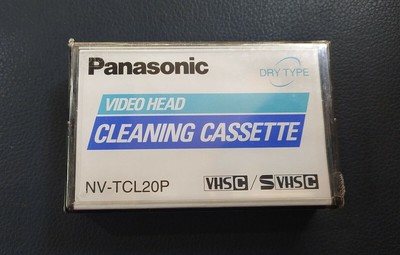 Panasonic
DRY TYPE
VIDEO HEAD
CLEANING CASSETTE
NV-TCL20P VHS C / S VHS C